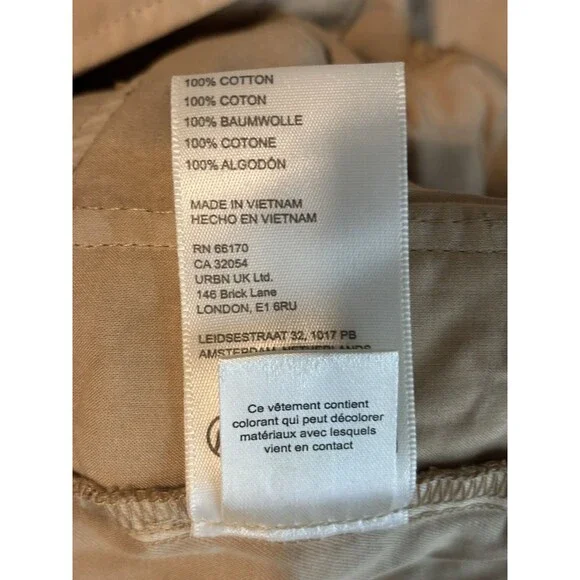 100% COTTON
100% COTON
100% BAUMWOLLE
100% COTONE
100% ALGODÓN
MADE IN VIETNAM
HECHO EN VIETNAM
RN 66170
CA 32054
URBN UK Ltd.
146 Brick Lane
LONDON, E1 6RU
LEIDSESTRAAT 32, 1017 PB
AMSTERDAM, NETHERLANDS
Ce vêtement contient
colorant qui peut décolorer
matériaux avec lesquels
vient en contact